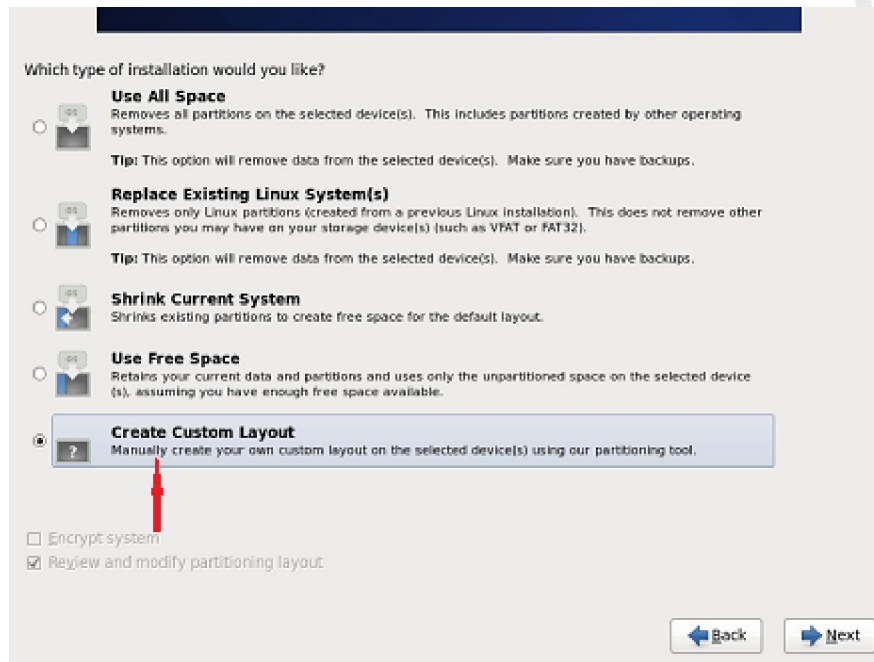 Which type of installation would you like?
Use All Space
Removes all partitions on the selected device(s). This includes partitions created by other operating
systems.
Tip: This option will remove data from the selected device(s). Make sure you have backups.
Replace Existing Linux System(s)
Removes only Linux partitions (created from a previous Linux installation). This does not remove other
partitions you may have on your storage device(s) (such as VFAT or FAT32).
Tip: This option will remove data from the selected device(s). Make sure you have backups.
Shrink Current System
Shrinks existing partitions to create free space for the default layout.
Use Free Space
Retains your current data and partitions and uses only the unpartitioned space on the selected device
(s), assuming you have enough free space available.
Create Custom Layout
Manually create your own custom layout on the selected device(s) using our partitioning tool.
Encrypt system
Review and modify partitioning layout
Back Next